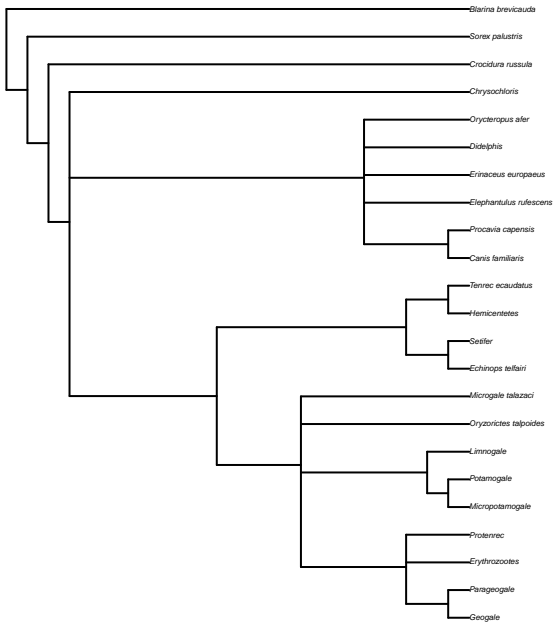 Blarina brevicauda
Sorex palustris
Crocidura russula
Chrysochloris
Orycteropus afer
Didelphis
Erinaceus europaeus
Elephantulus rufescens
Procavia capensis
Canis familiaris
Tenrec ecaudatus
Hemicentetes
Setifer
Echinops telfairi
Microgale talazaci
Oryzorictes talpoides
Limnogale
Potamogale
Micropotamogale
Protenrec
Erythrozootes
Parageogale
Geogale